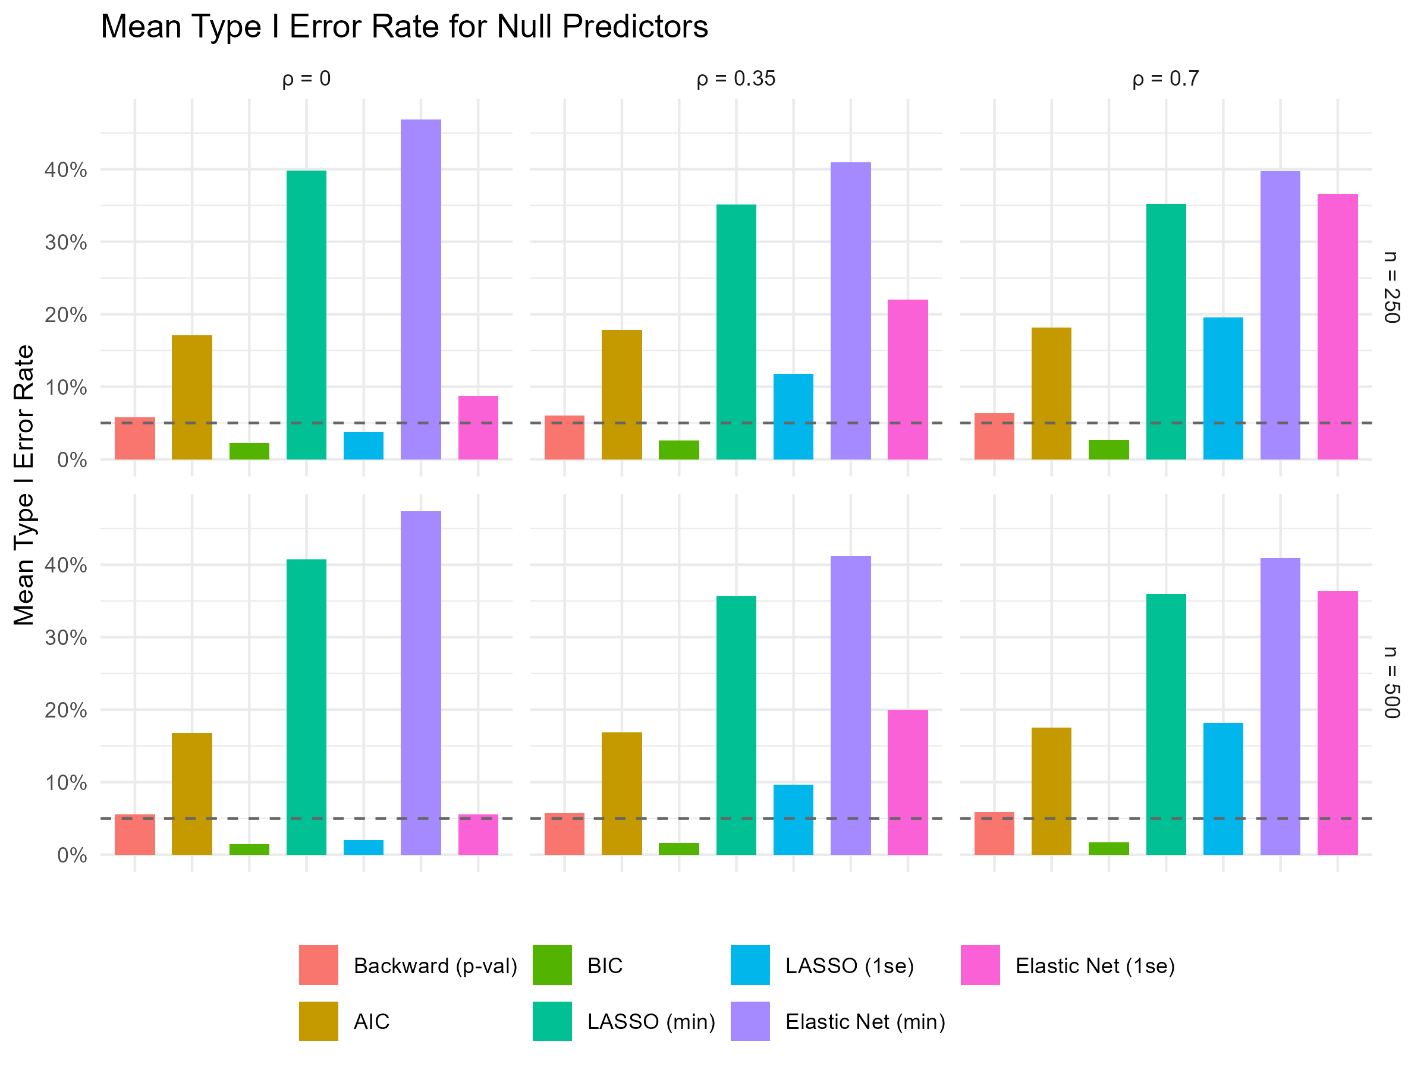 Mean Type I Error Rate for Null Predictors
ρ = 0
ρ = 0.35
ρ = 0.7
Mean Type I Error Rate
40%
30%
20%
10%
0%
n = 250
40%
30%
20%
10%
0%
n = 500
Backward (p-val)
BIC
LASSO (1se)
Elastic Net (1se)
AIC
LASSO (min)
Elastic Net (min)